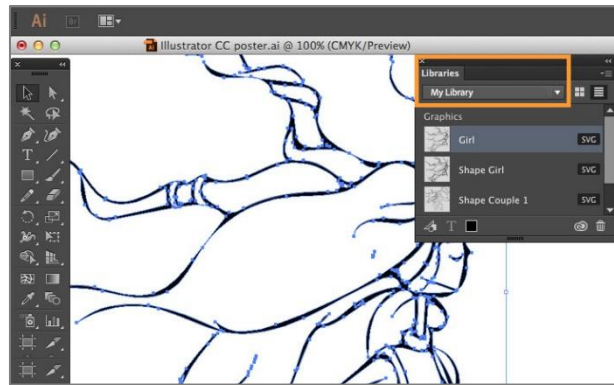 Ai Br
Illustrator CC poster.ai @ 100% (CMYK/Preview)
Libraries
My Library
Graphics
Girl SVG
Shape Girl SVG
Shape Couple 1 SVG
T
T